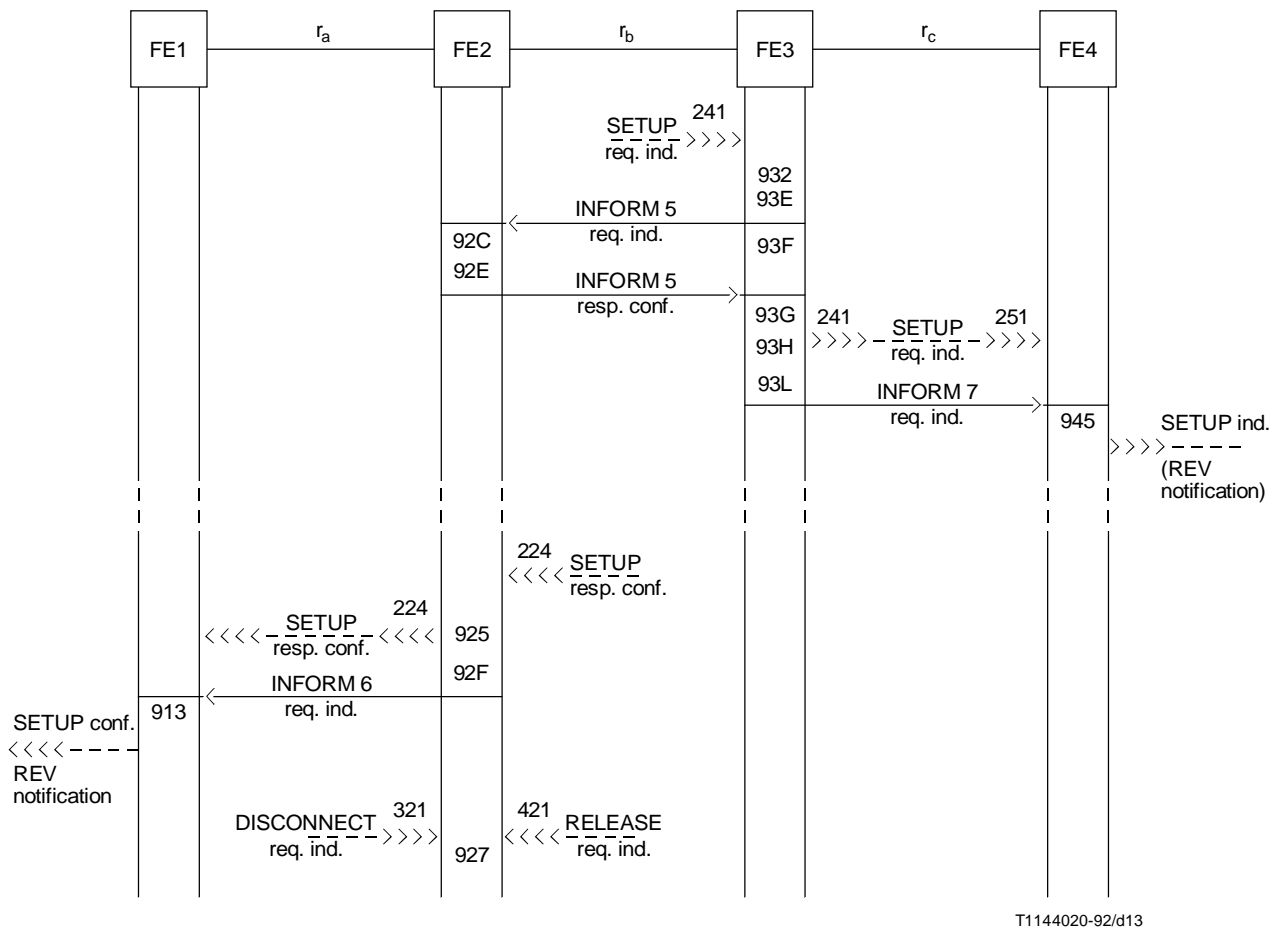 FE1 ra FE2 rb FE3 rc FE4
241
SETUP
req. ind.
932
93E
INFORM 5
req. ind.
92C
93F
92E
INFORM 5
resp. conf.
93G
241 SETUP 251
req. ind.
93H
93L
INFORM 7
req. ind.
945
SETUP ind.
(REV
notification)
224 SETUP
resp. conf.
SETUP 224
resp. conf.
925
92F
INFORM 6
req. ind.
913
SETUP conf.
REV
notification
DISCONNECT 321
req. ind.
421 RELEASE
req. ind.
927
T1144020-92/d13